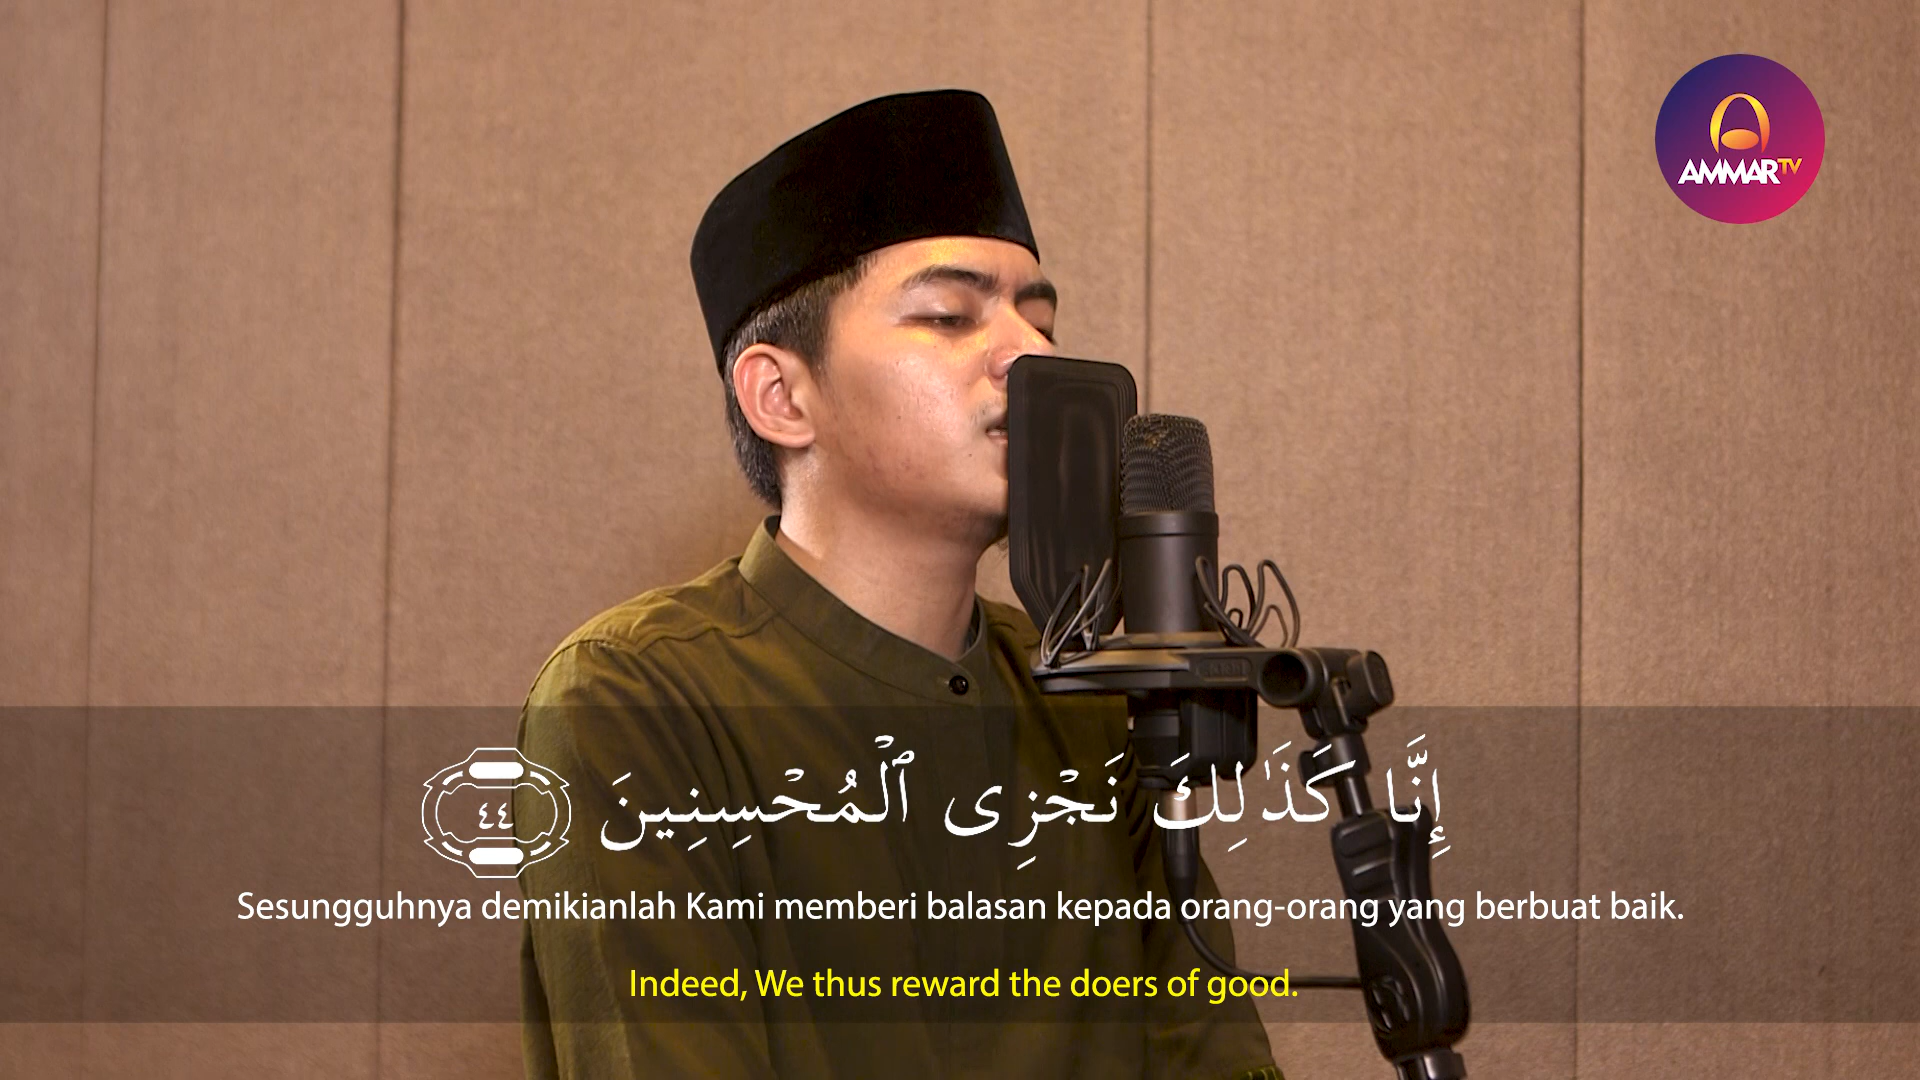 AMMARTV
إِنَّا كَذَٰلِكَ نَجْزِى ٱلْمُحْسِنِينَ ٤٤
Sesungguhnya demikianlah Kami memberi balasan kepada orang-orang yang berbuat baik.
Indeed, We thus reward the doers of good.